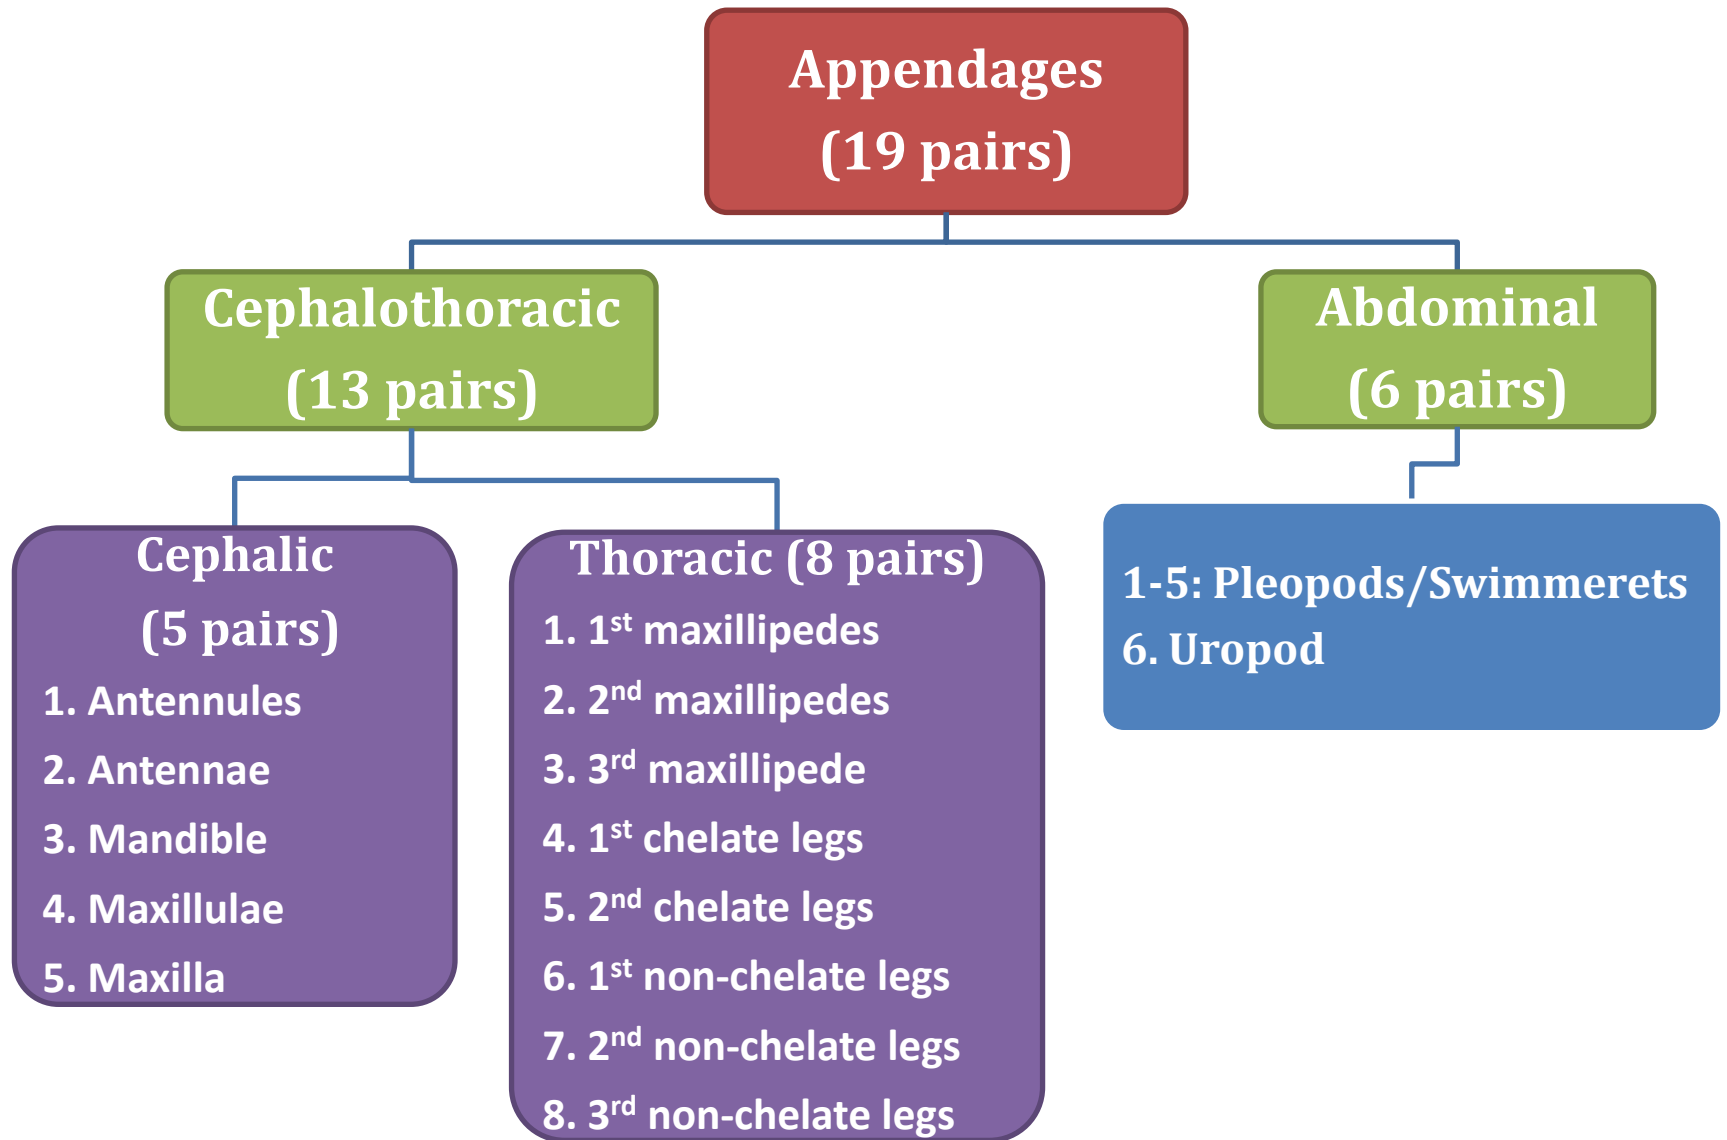 Appendages
(19 pairs)
Cephalothoracic
(13 pairs)
Abdominal
(6 pairs)
Cephalic
(5 pairs)
1. Antennules
2. Antennae
3. Mandible
4. Maxillulae
5. Maxilla
Thoracic (8 pairs)
1. 1st maxillipedes
2. 2nd maxillipedes
3. 3rd maxillipede
4. 1st chelate legs
5. 2nd chelate legs
6. 1st non-chelate legs
7. 2nd non-chelate legs
8. 3rd non-chelate legs
1-5: Pleopods/Swimmerets
6. Uropod